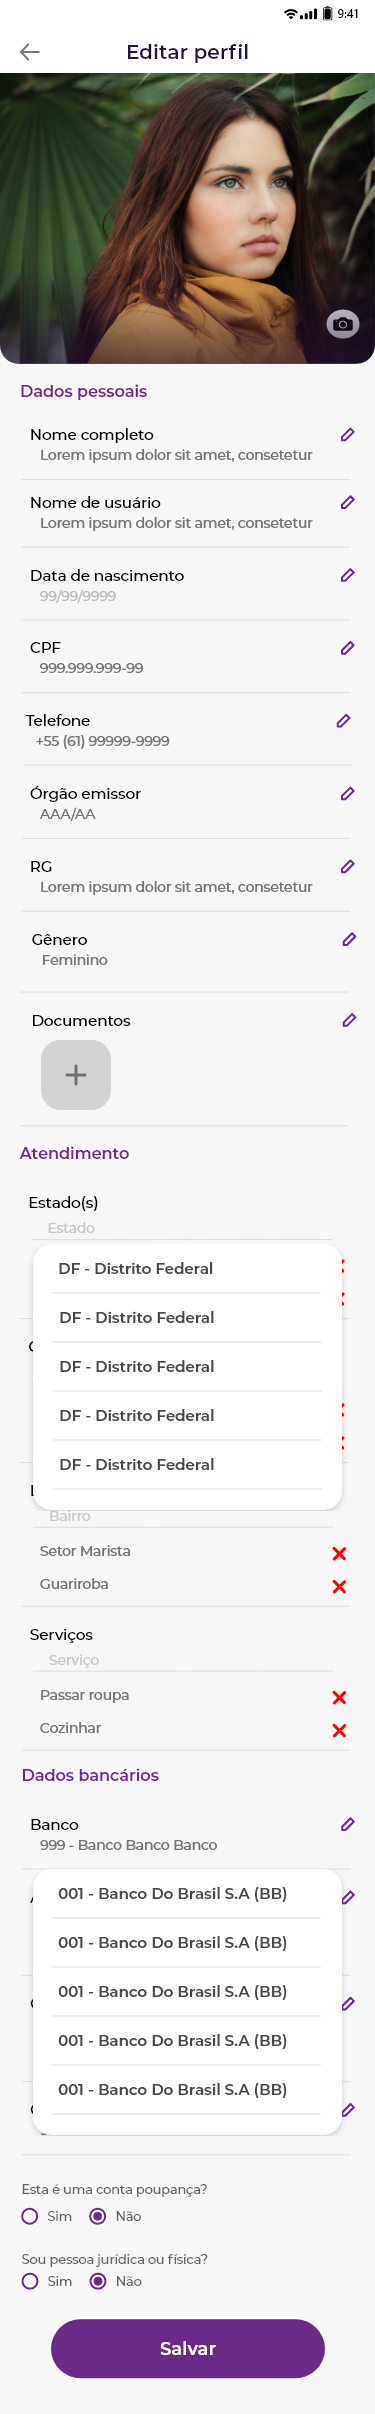 9:41
Editar perfil
Dados pessoais
Nome completo
Lorem ipsum dolor sit amet, consetetur
Nome de usuário
Lorem ipsum dolor sit amet, consetetur
Data de nascimento
99/99/9999
CPF
999.999.999-99
Telefone
+55 (61) 99999-9999
Órgão emissor
AAA/AA
RG
Lorem ipsum dolor sit amet, consetetur
Gênero
Feminino
Documentos
Atendimento
Estado(s)
Estado
DF - Distrito Federal
DF - Distrito Federal
DF - Distrito Federal
DF - Distrito Federal
DF - Distrito Federal
Bairro
Setor Marista
Guariroba
Serviços
Serviço
Passar roupa
Cozinhar
Dados bancários
Banco
999 - Banco Banco Banco
001 - Banco Do Brasil S.A (BB)
001 - Banco Do Brasil S.A (BB)
001 - Banco Do Brasil S.A (BB)
001 - Banco Do Brasil S.A (BB)
001 - Banco Do Brasil S.A (BB)
Esta é uma conta poupança?
Sim Não
Sou pessoa jurídica ou física?
Sim Não
Salvar